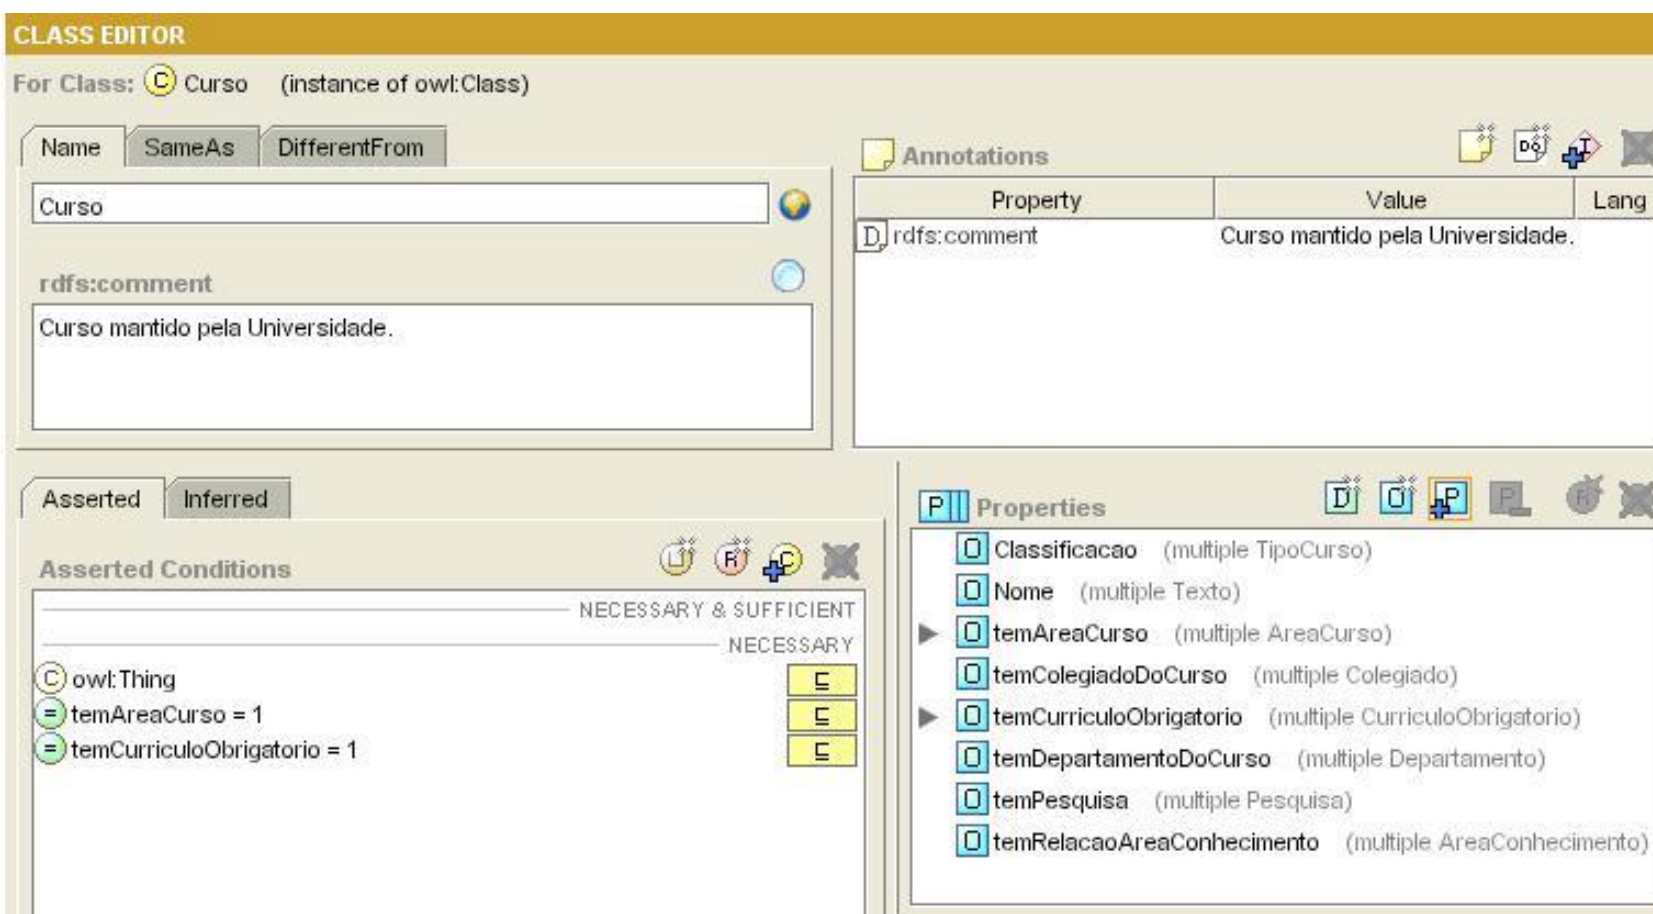 CLASS EDITOR
For Class: C Curso (instance of owl:Class)
Name SameAs DifferentFrom
Curso
rdfs:comment
Curso mantido pela Universidade.
Annotations
Property Value Lang
D rdfs:comment Curso mantido pela Universidade.
Asserted Inferred
Asserted Conditions
NECESSARY & SUFFICIENT
NECESSARY
C owl:Thing ⊑
= temAreaCurso = 1 ⊑
= temCurriculoObrigatorio = 1 ⊑
P Properties
O Classificacao (multiple TipoCurso)
O Nome (multiple Texto)
O temAreaCurso (multiple AreaCurso)
O temColegiadoDoCurso (multiple Colegiado)
O temCurriculoObrigatorio (multiple CurriculoObrigatorio)
O temDepartamentoDoCurso (multiple Departamento)
O temPesquisa (multiple Pesquisa)
O temRelacaoAreaConhecimento (multiple AreaConhecimento)